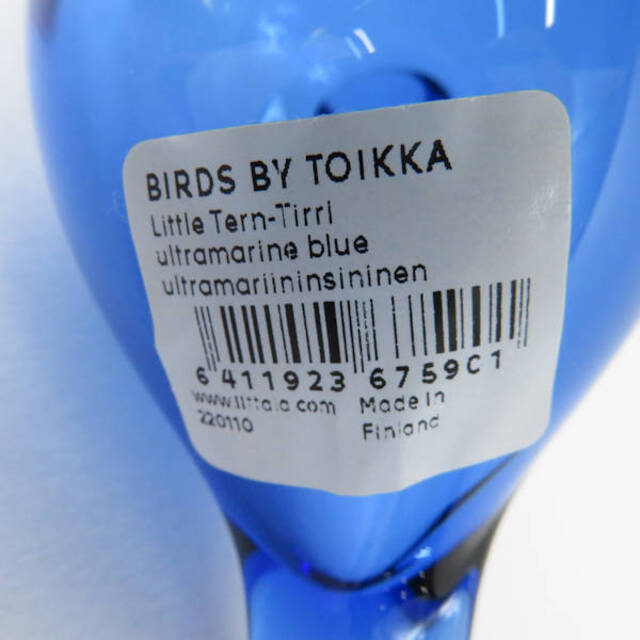 BIRDS BY TOIKKA
Little Tern-Tirri
ultramarine blue
ultramariininsininen
6 411923 6759C1
www.iittala.com Made in
220110 Finland